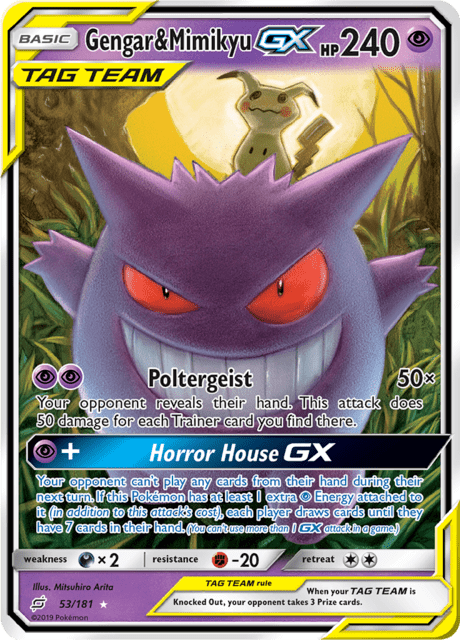 BASIC Gengar&Mimikyu GX HP240
TAG TEAM
Poltergeist 50×
Your opponent reveals their hand. This attack does
50 damage for each Trainer card you find there.
+ Horror House GX
Your opponent can't play any cards from their hand during their
next turn. If this Pokémon has at least 1 extra Energy attached to
it (in addition to this attack's cost), each player draws cards until they
have 7 cards in their hand. (You can't use more than 1 GX attack in a game.)
weakness ×2 resistance -20 retreat
Illus. Mitsuhiro Arita
53/181 ★
©2019 Pokémon
TAG TEAM rule
When your TAG TEAM is
Knocked Out, your opponent takes 3 Prize cards.